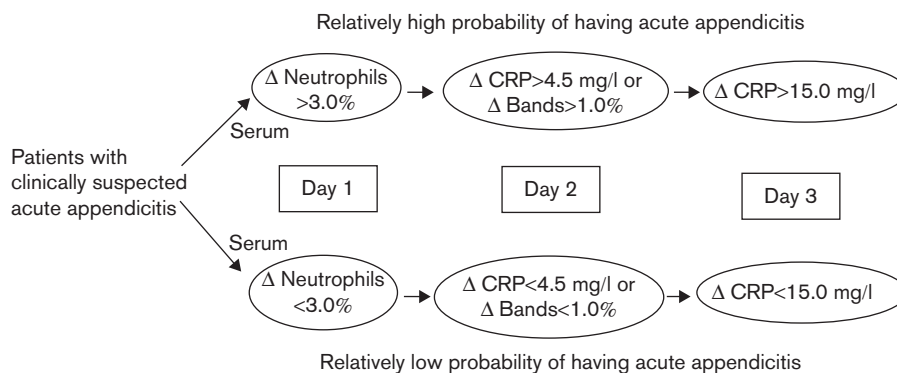 Relatively high probability of having acute appendicitis
Δ Neutrophils
>3.0%
Δ CRP>4.5 mg/l or
Δ Bands>1.0%
Δ CRP>15.0 mg/l
Serum
Patients with
clinically suspected
acute appendicitis
Day 1
Day 2
Day 3
Serum
Δ Neutrophils
<3.0%
Δ CRP<4.5 mg/l or
Δ Bands<1.0%
Δ CRP<15.0 mg/l
Relatively low probability of having acute appendicitis